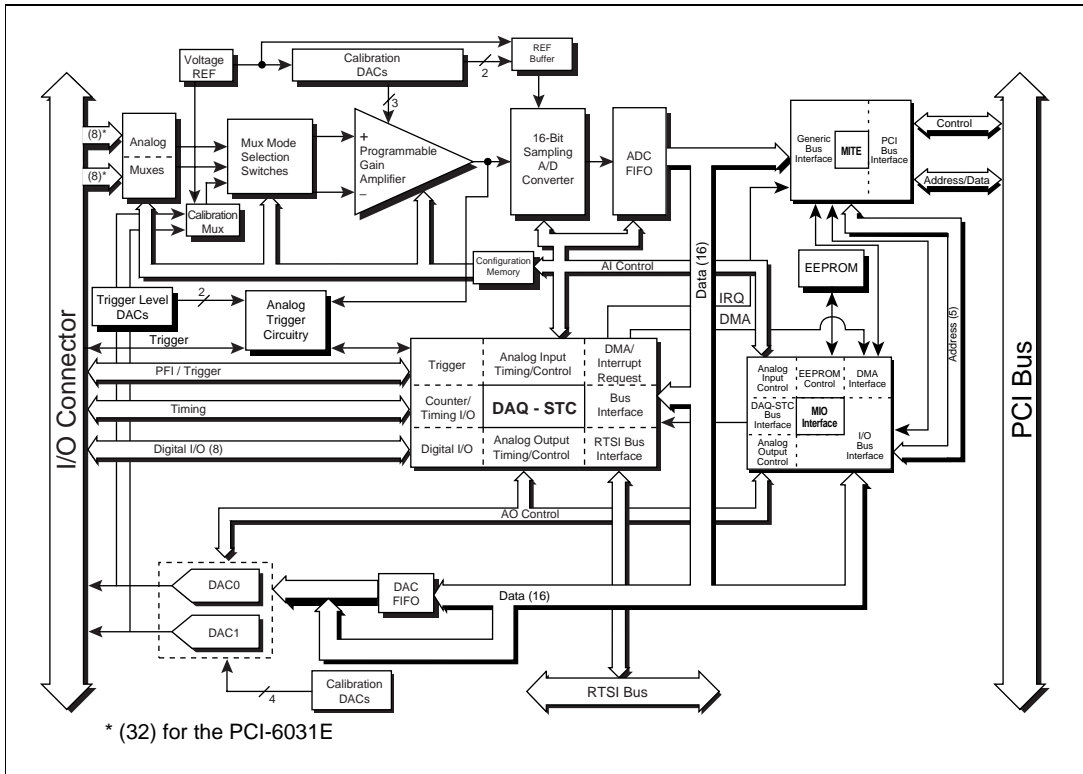 Voltage
REF
Calibration
DACs
2
REF
Buffer
3
(8)*
(8)*
Analog
Muxes
Mux Mode
Selection
Switches
+
Programmable
Gain
Amplifier
–
16-Bit
Sampling
A/D
Converter
ADC
FIFO
Generic
Bus
Interface
MITE
PCI
Bus
Interface
Control
Address/Data
Calibration
Mux
Configuration
Memory
AI Control
Data (16)
EEPROM
IRQ
DMA
Address (5)
Trigger Level
DACs
2
Analog
Trigger
Circuitry
Trigger
PFI / Trigger
Timing
Digital I/O (8)
I/O Connector
PCI Bus
Trigger
Analog Input
Timing/Control
DMA/
Interrupt
Request
Counter/
Timing I/O
DAQ - STC
Bus
Interface
Digital I/O
Analog Output
Timing/Control
RTSI Bus
Interface
Analog
Input
Control
EEPROM
Control
DMA
Interface
DAQ-STC
Bus
Interface
MIO
Interface
Analog
Output
Control
I/O
Bus
Interface
AO Control
DAC0
DAC1
DAC
FIFO
Data (16)
4
Calibration
DACs
RTSI Bus
* (32) for the PCI-6031E